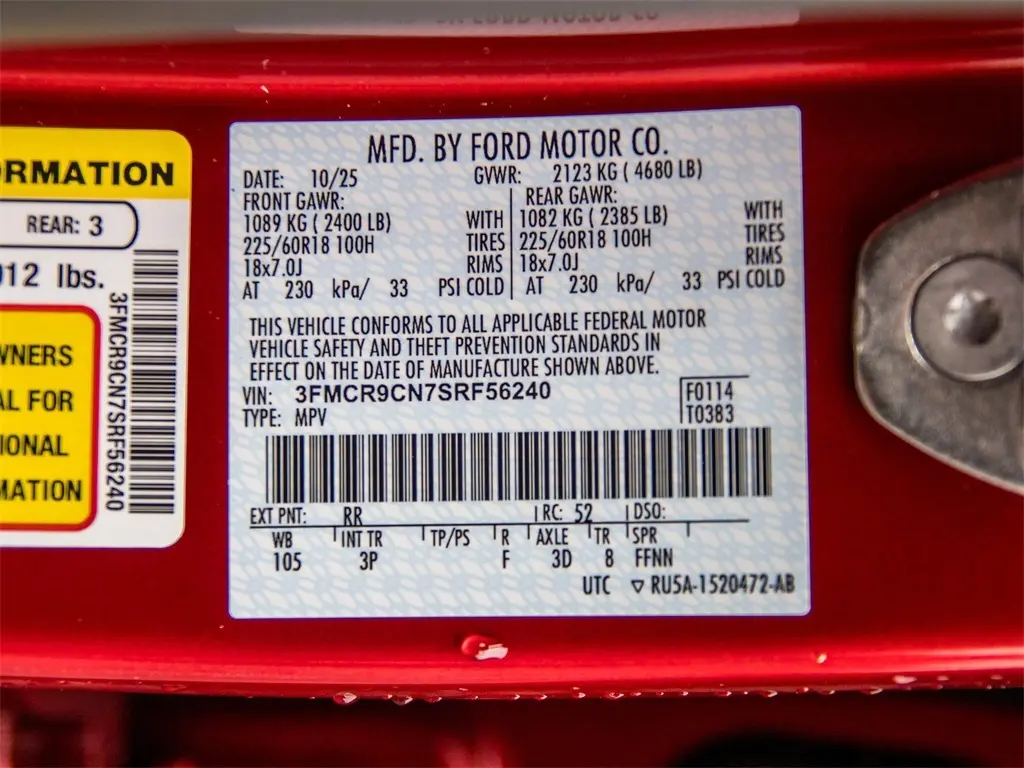 RMATION
REAR: 3
012 lbs.
WNERS
AL FOR
IONAL
MATION
3FMCR9CN7SRF56240
MFD. BY FORD MOTOR CO.
DATE: 10/25 GVWR: 2123 KG ( 4680 LB)
FRONT GAWR: REAR GAWR:
1089 KG ( 2400 LB) WITH 1082 KG ( 2385 LB) WITH
225/60R18 100H TIRES 225/60R18 100H TIRES
18x7.0J RIMS 18x7.0J RIMS
AT 230 kPa/ 33 PSI COLD AT 230 kPa/ 33 PSI COLD
THIS VEHICLE CONFORMS TO ALL APPLICABLE FEDERAL MOTOR
VEHICLE SAFETY AND THEFT PREVENTION STANDARDS IN
EFFECT ON THE DATE OF MANUFACTURE SHOWN ABOVE.
VIN: 3FMCR9CN7SRF56240 F0114
TYPE: MPV T0383
EXT PNT: RR RC: 52 DSO:
WB INT TR TP/PS R AXLE TR SPR
105 3P F 3D 8 FFNN
UTC ▽ RU5A-1520472-AB